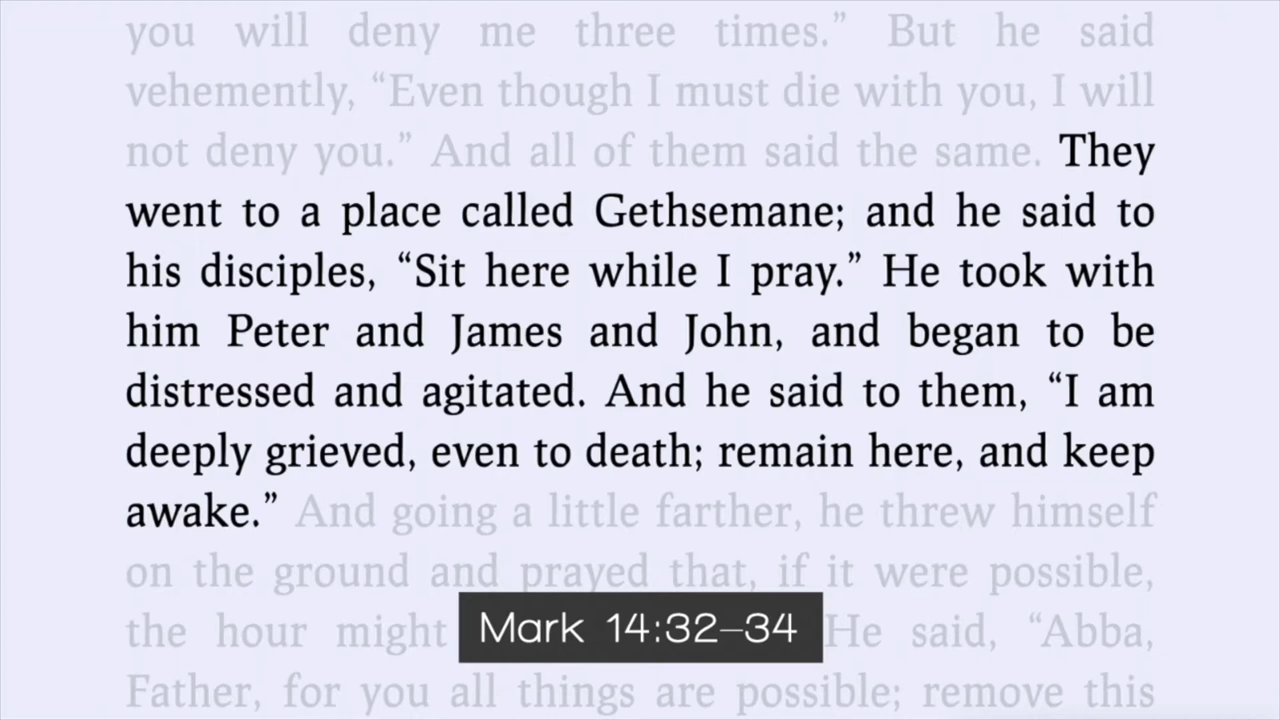 you will deny me three times.” But he said
vehemently, “Even though I must die with you, I will
not deny you.” And all of them said the same. They
went to a place called Gethsemane; and he said to
his disciples, “Sit here while I pray.” He took with
him Peter and James and John, and began to be
distressed and agitated. And he said to them, “I am
deeply grieved, even to death; remain here, and keep
awake.” And going a little farther, he threw himself
on the ground and prayed that, if it were possible,
the hour might He said, “Abba,
Mark 14:32–34
Father, for you all things are possible; remove this